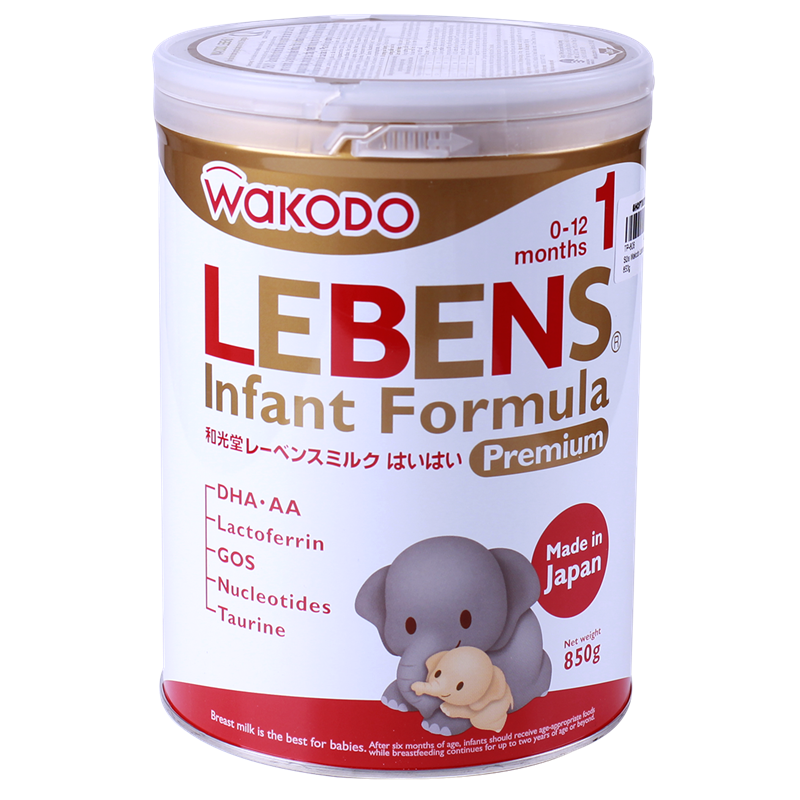 WAKODO
1
0-12
months
LEBENS®
Infant Formula
和光堂レーベンスミルク はいはい
Premium
DHA・AA
Lactoferrin
GOS
Nucleotides
Taurine
Made in
Japan
Net weight
850g
Breast milk is the best for babies.
After six months of age, infants should receive age-appropriate foods
while breastfeeding continues for up to two years of age or beyond.
850g